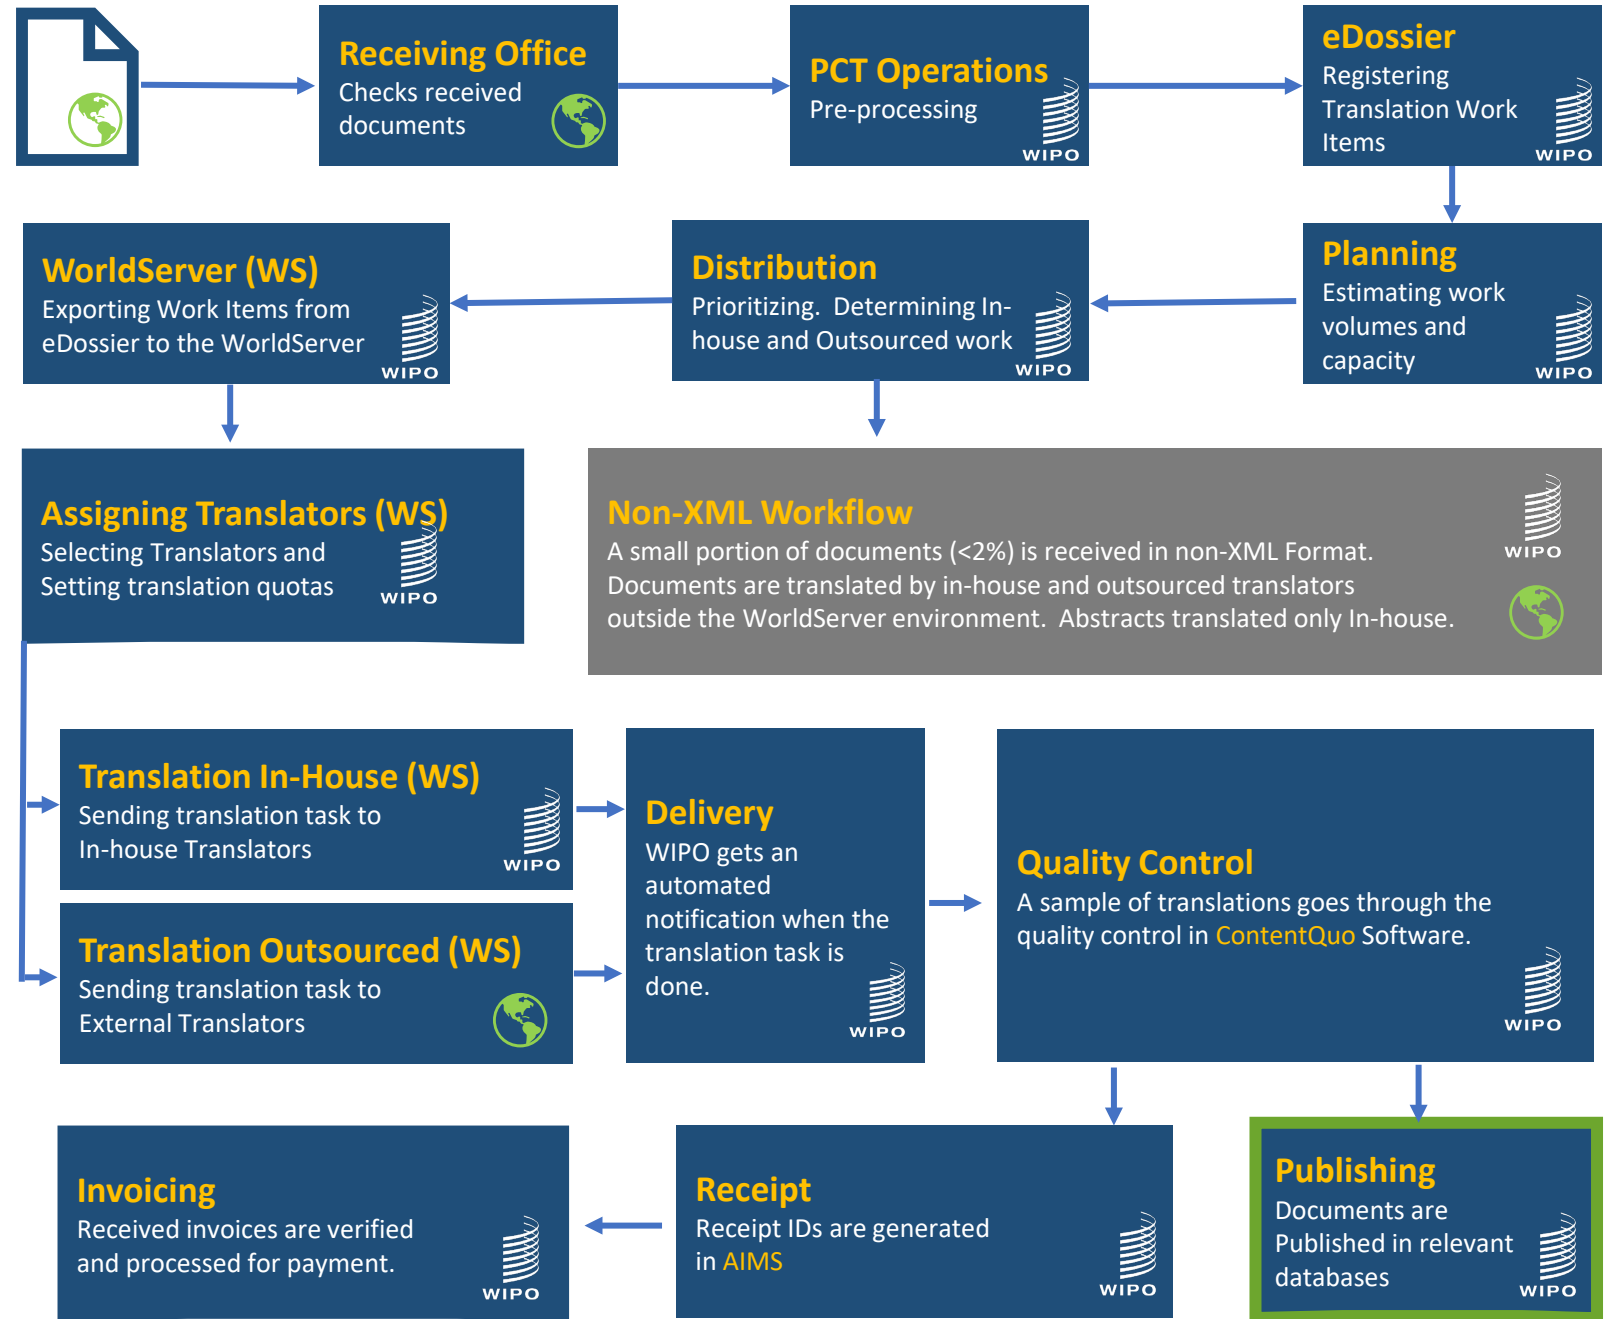 Receiving Office
Checks received
documents
PCT Operations
Pre-processing
WIPO
eDossier
Registering
Translation Work
Items
WIPO
WorldServer (WS)
Exporting Work Items from
eDossier to the WorldServer
WIPO
Distribution
Prioritizing.  Determining In-
house and Outsourced work
WIPO
Planning
Estimating work
volumes and
capacity
WIPO
Assigning Translators (WS)
Selecting Translators and
Setting translation quotas
WIPO
Non-XML Workflow
A small portion of documents (<2%) is received in non-XML Format.
Documents are translated by in-house and outsourced translators
outside the WorldServer environment.  Abstracts translated only In-house.
WIPO
Translation In-House (WS)
Sending translation task to
In-house Translators
WIPO
Translation Outsourced (WS)
Sending translation task to
External Translators
Delivery
WIPO gets an
automated
notification when the
translation task is
done.
WIPO
Quality Control
A sample of translations goes through the
quality control in ContentQuo Software.
WIPO
Invoicing
Received invoices are verified
and processed for payment.
WIPO
Receipt
Receipt IDs are generated
in AIMS
WIPO
Publishing
Documents are
Published in relevant
databases
WIPO